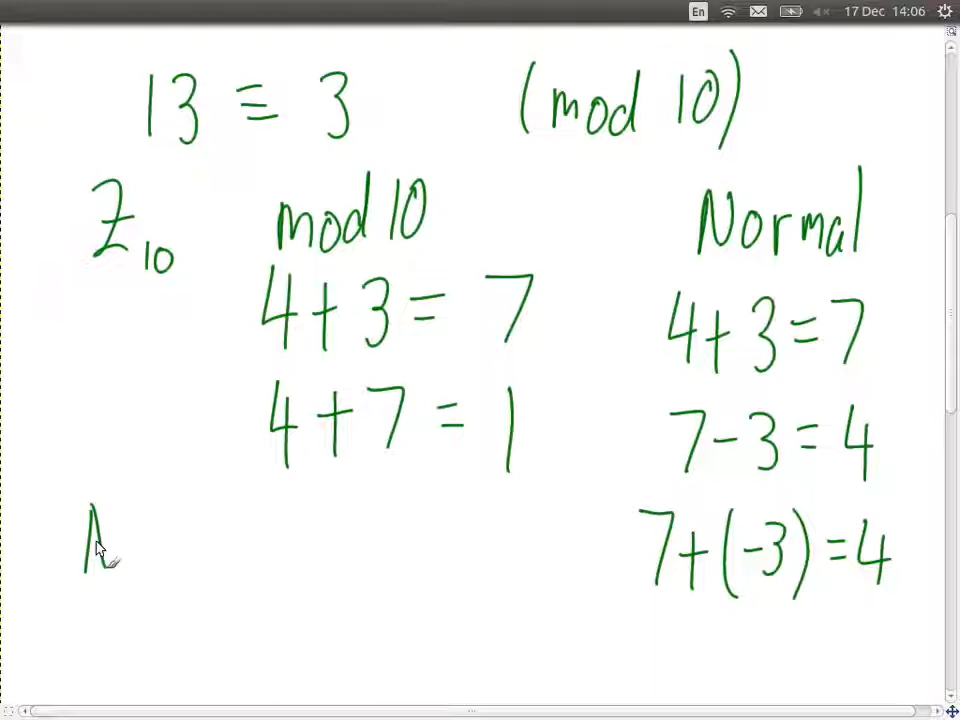 En 17 Dec 14:06
13 ≡ 3 (mod 10)
Z₁₀ mod 10 Normal
4+3=7 4+3=7
4+7=1 7-3=4
7+(-3)=4